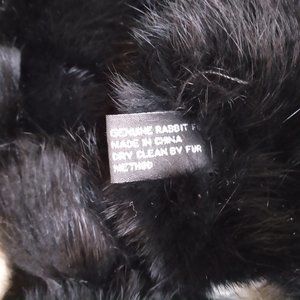 GENUINE RABBIT
MADE IN CHINA
DRY CLEAN BY FUR
METHOD